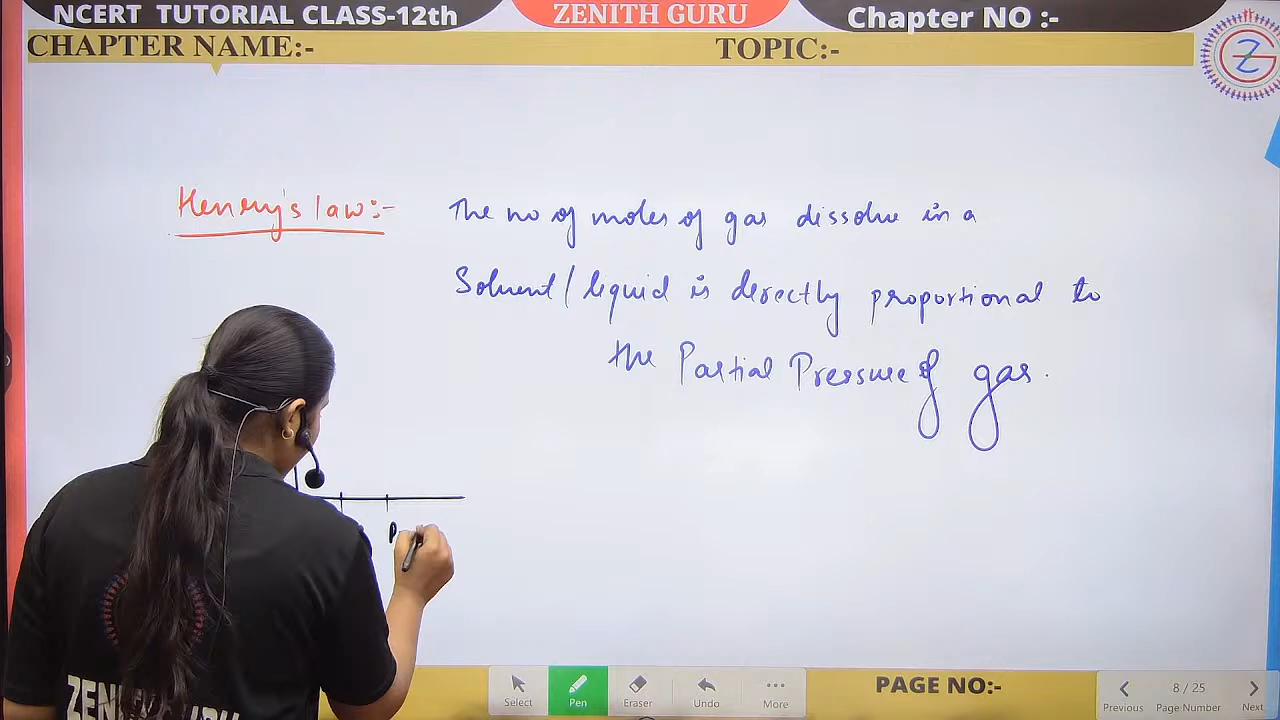 NCERT TUTORIAL CLASS-12th
ZENITH GURU
Chapter NO :-
CHAPTER NAME:-
TOPIC:-
Henry's law:-
The no of moles of gas dissolve in a
Solvent/liquid is directly proportional to
the Partial Pressure of gas.
P
ZENITH GURU
Select
Pen
Eraser
Undo
More
PAGE NO:-
Previous
8 / 25
Page Number
Next